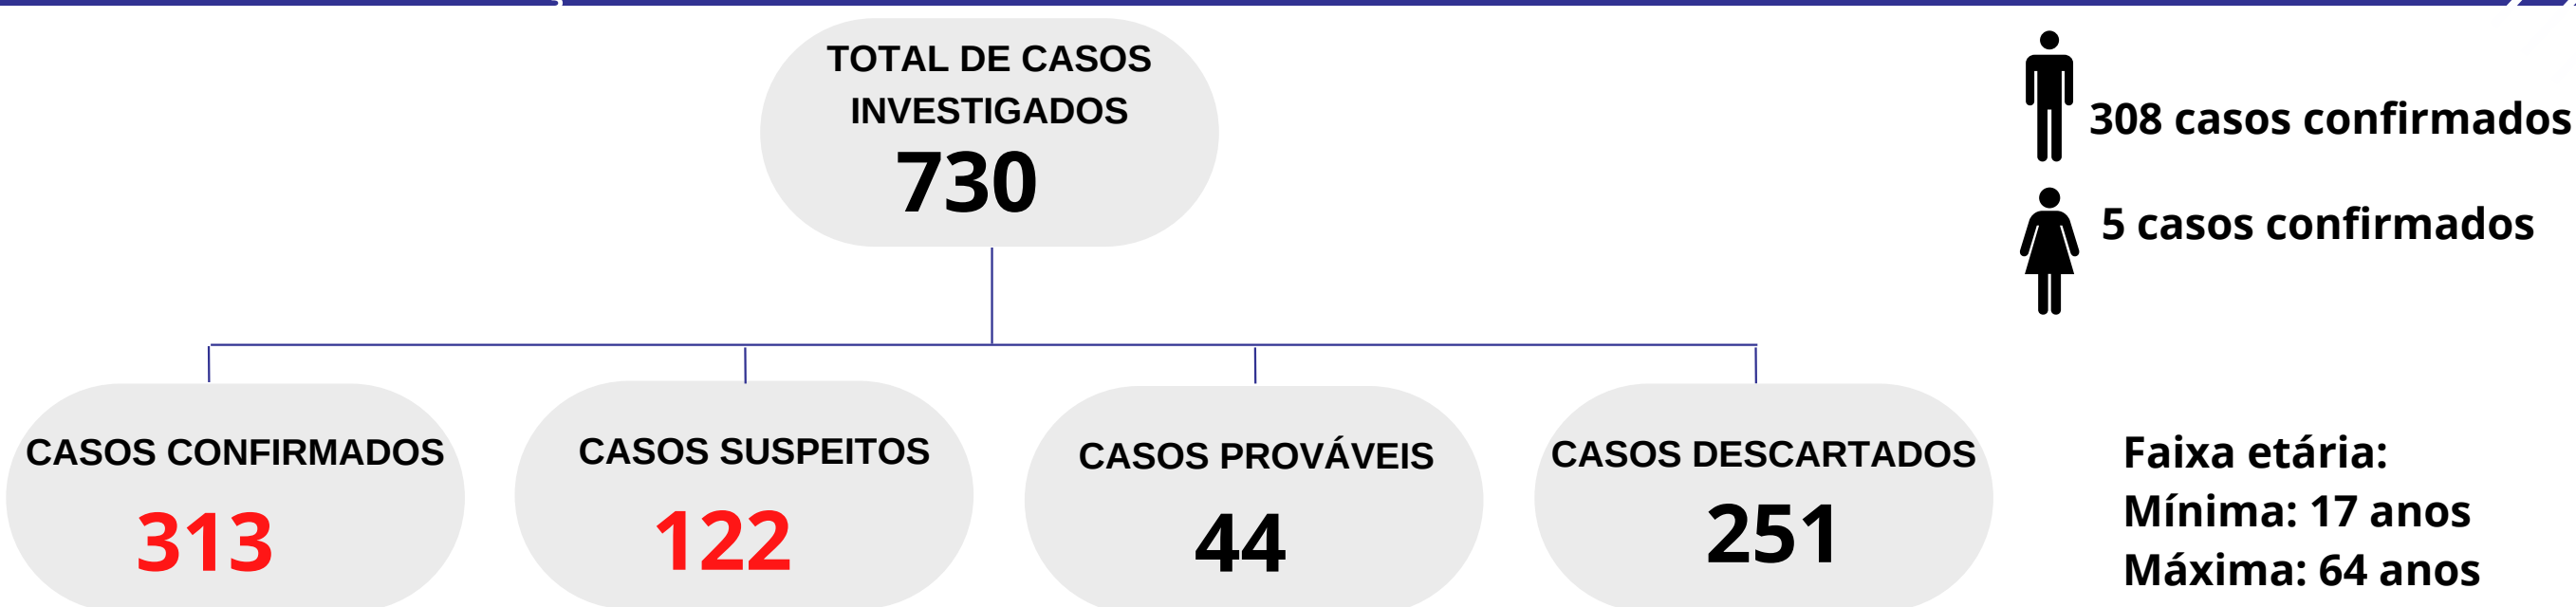 TOTAL DE CASOS
INVESTIGADOS
730
308 casos confirmados
5 casos confirmados
CASOS CONFIRMADOS
313
CASOS SUSPEITOS
122
CASOS PROVÁVEIS
44
CASOS DESCARTADOS
251
Faixa etária:
Mínima: 17 anos
Máxima: 64 anos